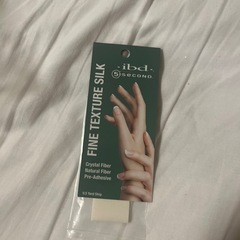 ibd
5 SECOND
FINE TEXTURE SILK
Crystal Fiber
Natural Fiber
Pre-Adhesive